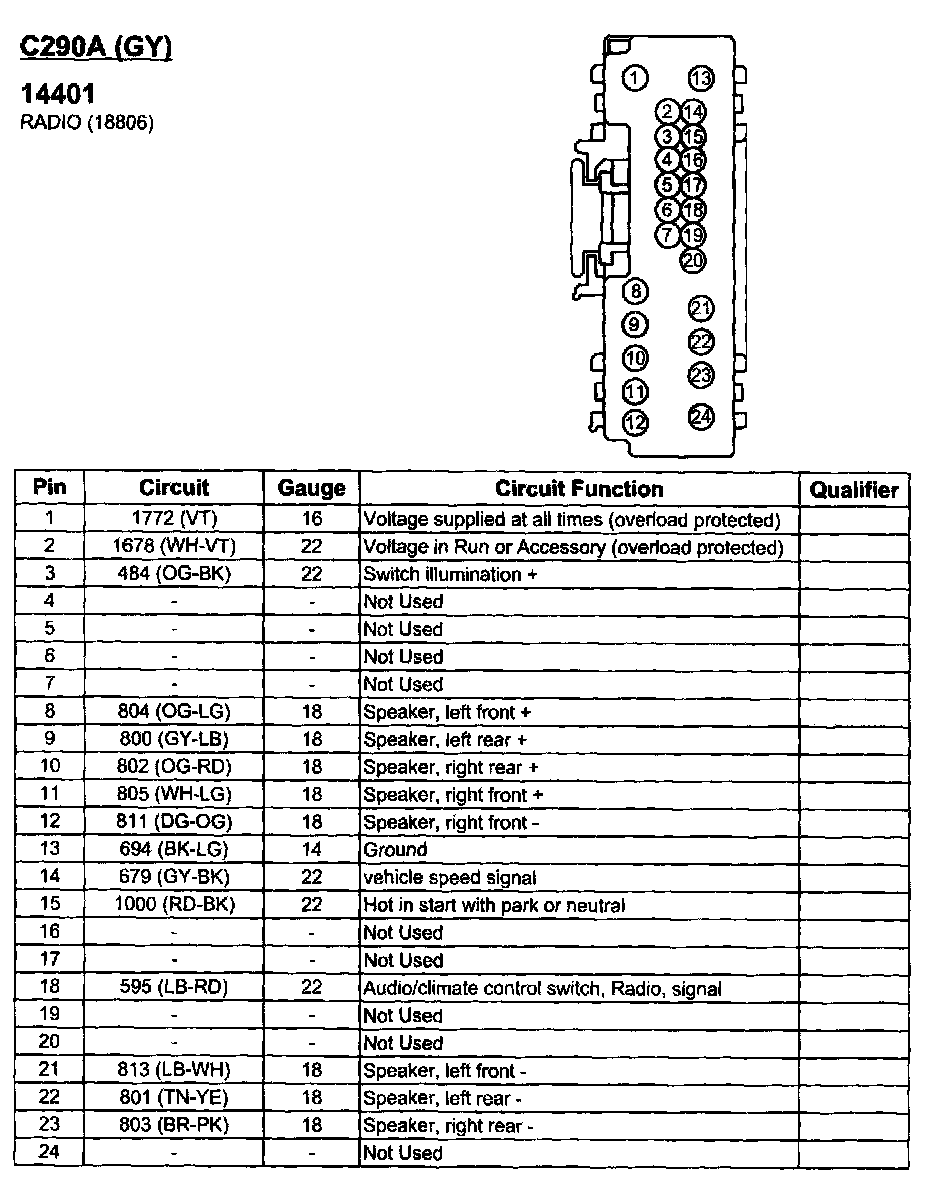 C290A (GY)
14401
RADIO (18806)
1 13
2 14
3 15
4 16
5 17
6 18
7 19
20
8
21
9
22
10
23
11
24
12
Pin Circuit Gauge Circuit Function Qualifier
1 1772 (VT) 16 Voltage supplied at all times (overload protected)
2 1678 (WH-VT) 22 Voltage in Run or Accessory (overload protected)
3 484 (OG-BK) 22 Switch illumination +
4 - - Not Used
5 - - Not Used
6 - - Not Used
7 - - Not Used
8 804 (OG-LG) 18 Speaker, left front +
9 800 (GY-LB) 18 Speaker, left rear +
10 802 (OG-RD) 18 Speaker, right rear +
11 805 (WH-LG) 18 Speaker, right front +
12 811 (DG-OG) 18 Speaker, right front -
13 694 (BK-LG) 14 Ground
14 679 (GY-BK) 22 vehicle speed signal
15 1000 (RD-BK) 22 Hot in start with park or neutral
16 - - Not Used
17 - - Not Used
18 595 (LB-RD) 22 Audio/climate control switch, Radio, signal
19 - - Not Used
20 - - Not Used
21 813 (LB-WH) 18 Speaker, left front -
22 801 (TN-YE) 18 Speaker, left rear -
23 803 (BR-PK) 18 Speaker, right rear -
24 - - Not Used